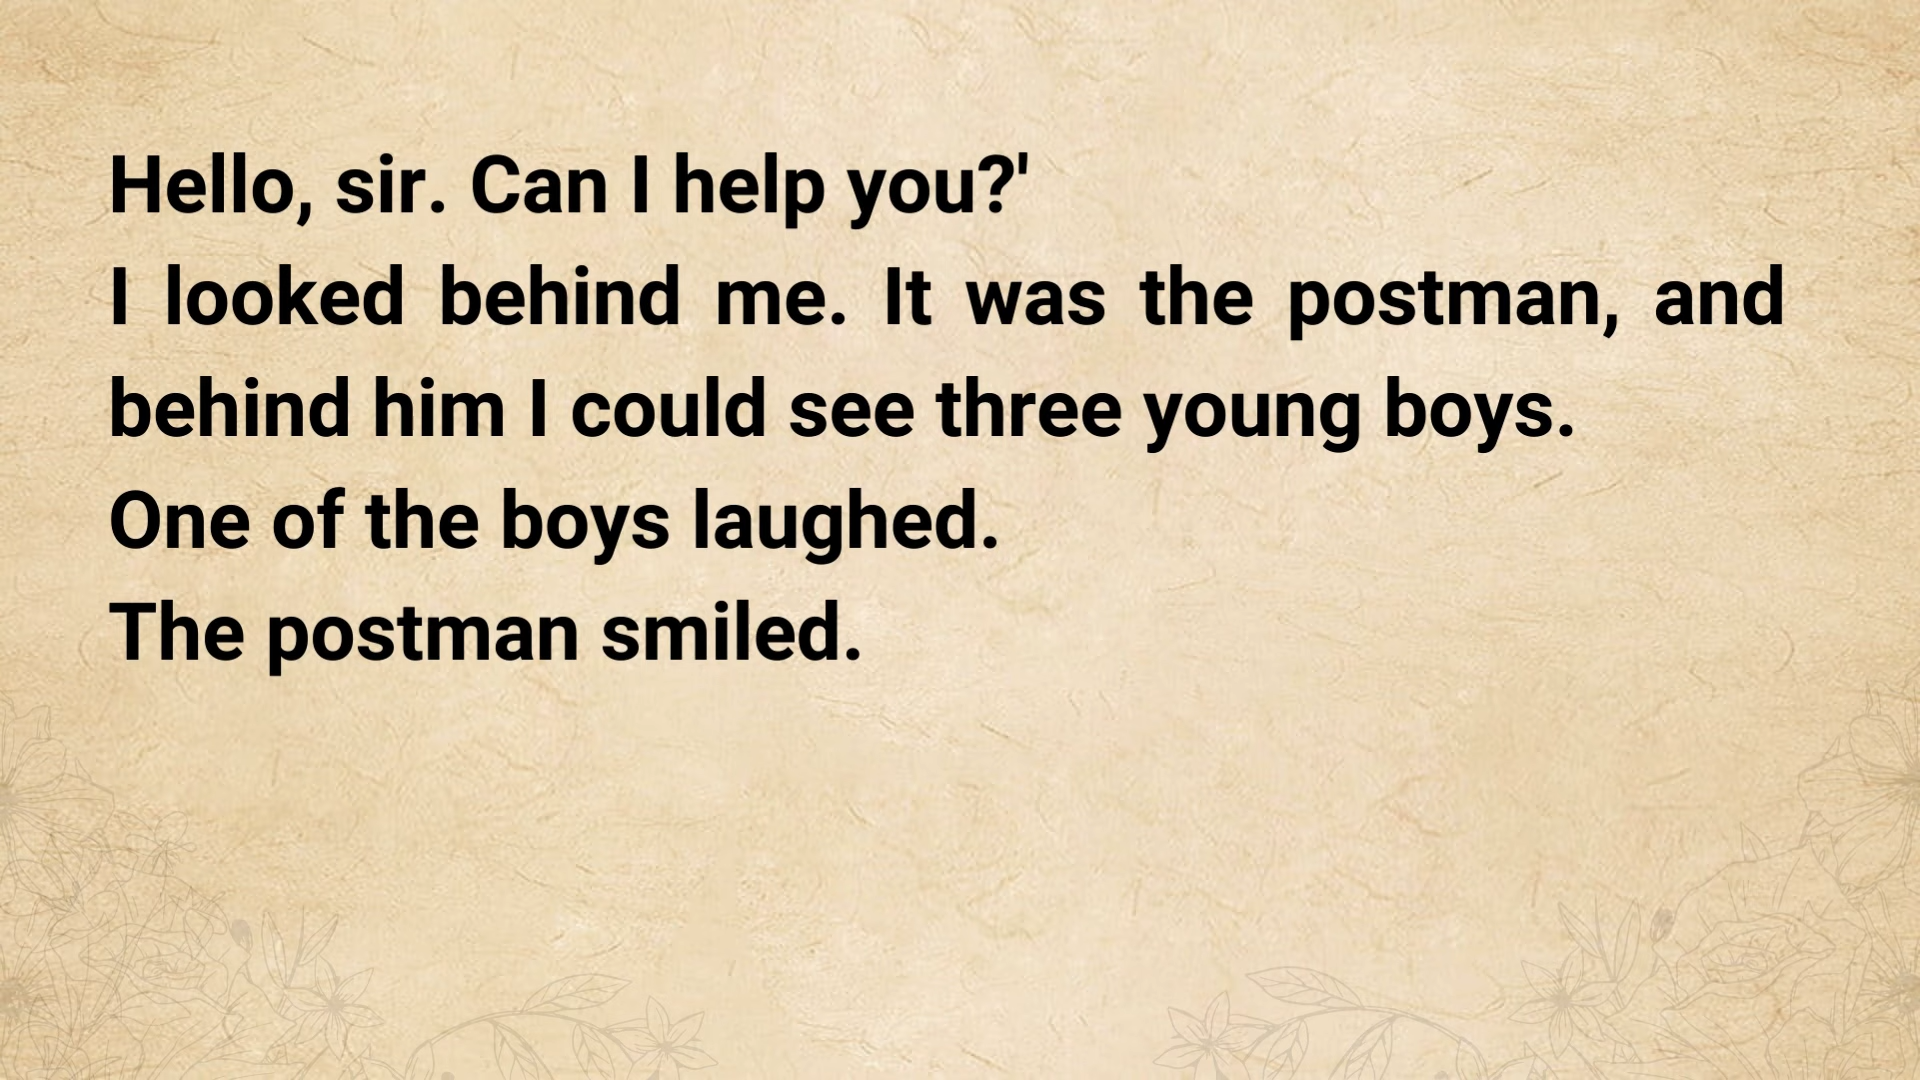 Hello, sir. Can I help you?'
I looked behind me. It was the postman, and
behind him I could see three young boys.
One of the boys laughed.
The postman smiled.